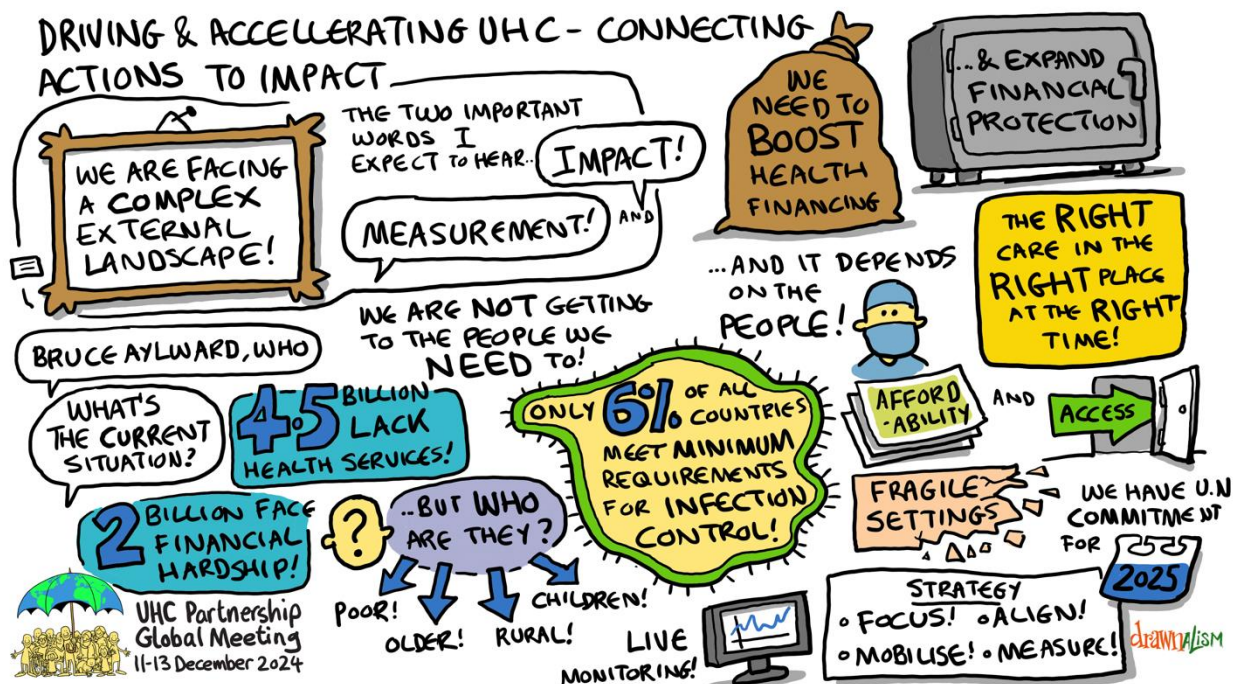 DRIVING & ACCELLERATING UHC - CONNECTING
ACTIONS TO IMPACT
WE ARE FACING
A COMPLEX
EXTERNAL
LANDSCAPE!
THE TWO IMPORTANT
WORDS I
EXPECT TO HEAR..
IMPACT!
AND
MEASUREMENT!
BRUCE AYLWARD, WHO
WE ARE NOT GETTING
TO THE PEOPLE WE
NEED TO!
WE
NEED TO
BOOST
HEALTH
FINANCING
...& EXPAND
FINANCIAL
PROTECTION
...AND IT DEPENDS
ON THE
PEOPLE!
THE RIGHT
CARE IN THE
RIGHT PLACE
AT THE RIGHT
TIME!
WHAT'S
THE CURRENT
SITUATION?
4.5 BILLION
LACK
HEALTH SERVICES!
2 BILLION FACE
FINANCIAL
HARDSHIP!
?
...BUT WHO
ARE THEY?
POOR!
OLDER!
RURAL!
CHILDREN!
ONLY 6% OF ALL
COUNTRIES
MEET MINIMUM
REQUIREMENTS
FOR INFECTION
CONTROL!
AFFORD
-ABILITY
AND
ACCESS
FRAGILE
SETTINGS
WE HAVE U.N
COMMITMENT
FOR
2025
LIVE
MONITORING!
STRATEGY
FOCUS! ALIGN!
MOBILISE! MEASURE!
UHC Partnership
Global Meeting
11-13 December 2024
drawnalism